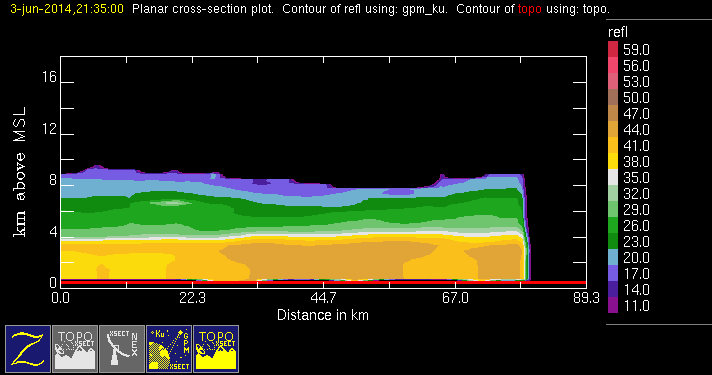 3-jun-2014,21:35:00 Planar cross-section plot. Contour of refl using: gpm_ku. Contour of topo using: topo.
refl
59.0
56.0
53.0
50.0
47.0
44.0
41.0
38.0
35.0
32.0
29.0
26.0
23.0
20.0
17.0
14.0
11.0
km above MSL
16
12
8
4
0
0.0 22.3 44.7 67.0 89.3
Distance in km
Z
TOPO XSECT
XSECT NEXR
Ku GPM XSECT
TOPO XSECT